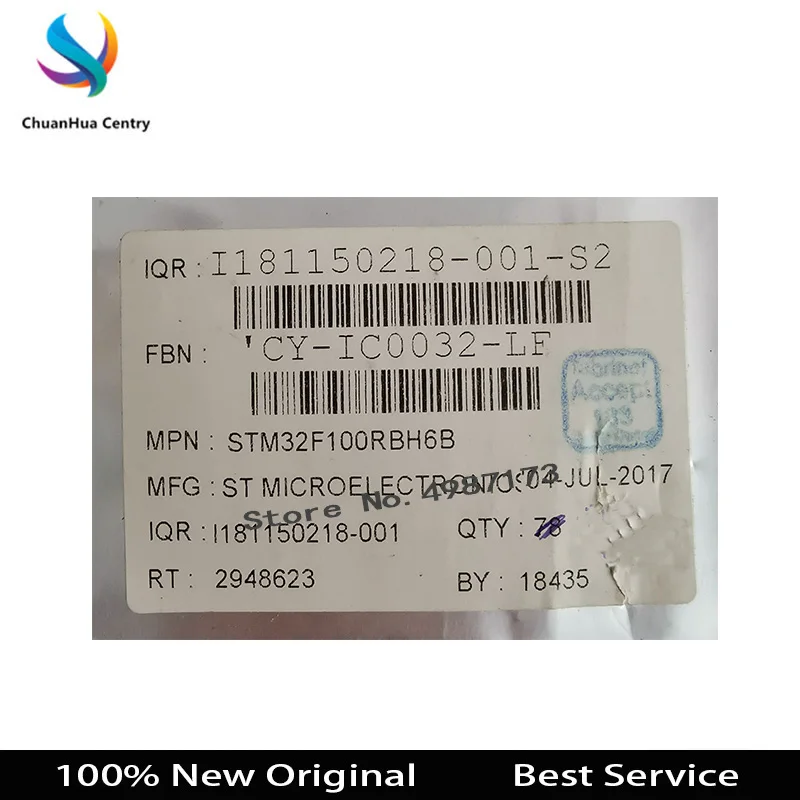 ChuanHua Centry
IQR : I181150218-001-S2
FBN : 'CY-IC0032-LF
Accept
MPN : STM32F100RBH6B
MFG : ST MICROELECTRONICS 04-JUL-2017
Store No. 4987173
IQR : I181150218-001 QTY : 78
RT : 2948623 BY : 18435
100% New Original Best Service